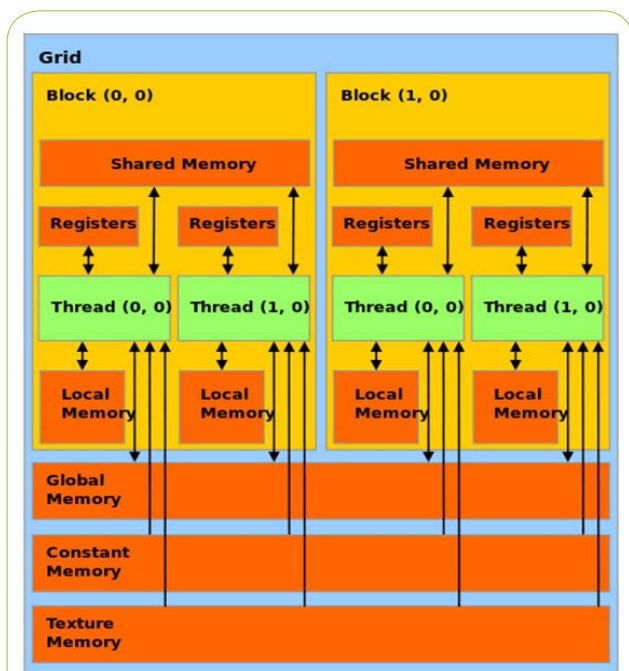 Grid
Block (0, 0)
Block (1, 0)
Shared Memory
Shared Memory
Registers
Registers
Registers
Registers
Thread (0, 0)
Thread (1, 0)
Thread (0, 0)
Thread (1, 0)
Local
Memory
Local
Memory
Local
Memory
Local
Memory
Global
Memory
Constant
Memory
Texture
Memory